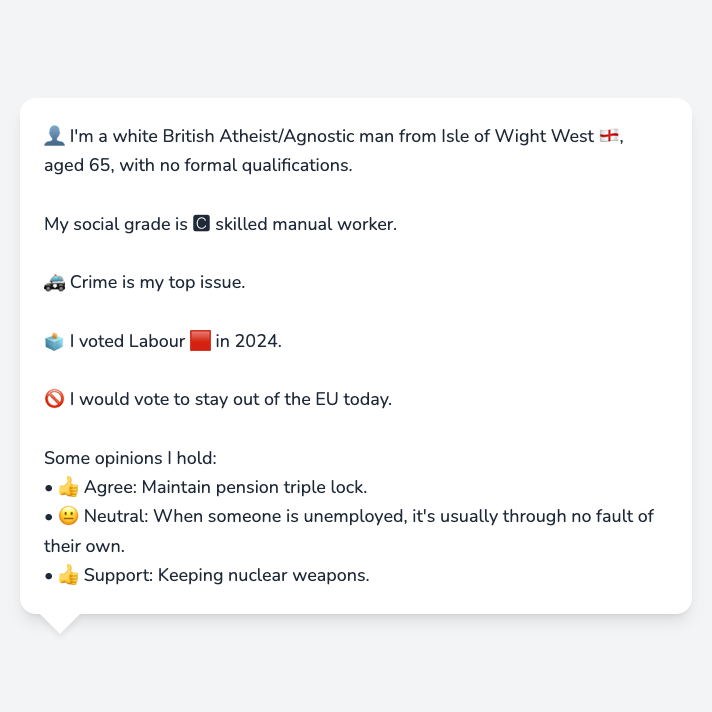 👤 I'm a white British Atheist/Agnostic man from Isle of Wight West 🏴󠁧󠁢󠁥󠁮󠁧󠁿,
aged 65, with no formal qualifications.
My social grade is 🅲 skilled manual worker.
🚓 Crime is my top issue.
🗳️ I voted Labour 🟥 in 2024.
🚫 I would vote to stay out of the EU today.
Some opinions I hold:
• 👍 Agree: Maintain pension triple lock.
• 😐 Neutral: When someone is unemployed, it's usually through no fault of
their own.
• 👍 Support: Keeping nuclear weapons.